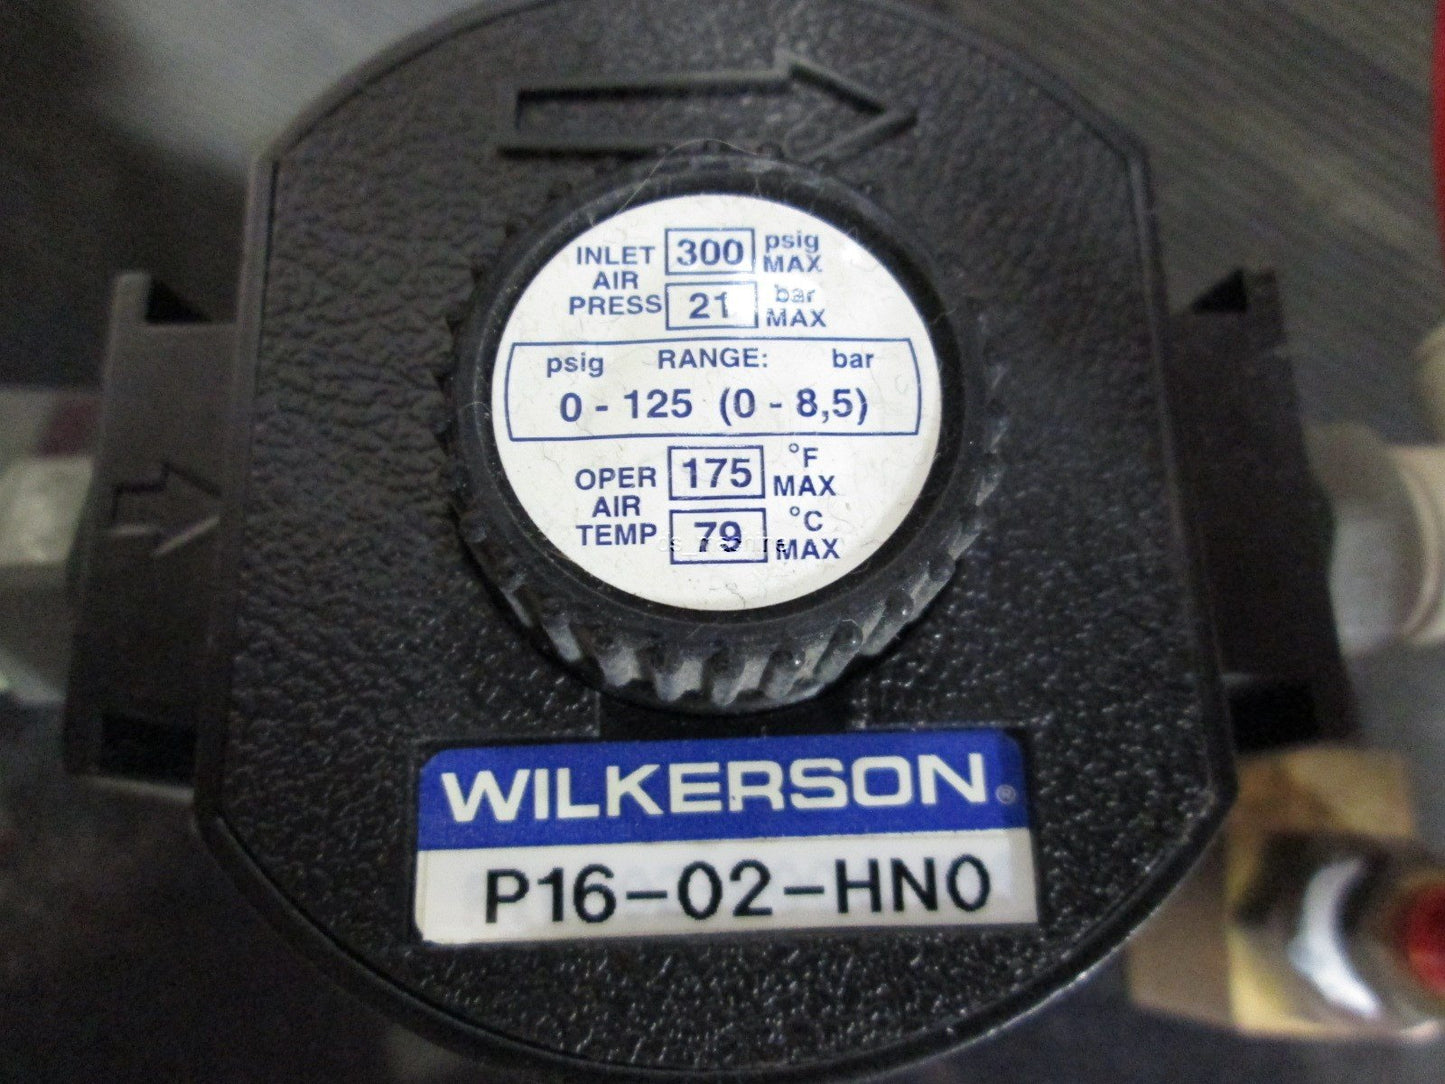 INLET 300 psig
AIR MAX
PRESS 21 bar
MAX
psig RANGE: bar
0 - 125 (0 - 8,5)
OPER 175 °F
AIR MAX
TEMP 79 °C
MAX
WILKERSON®
P16-02-HN0